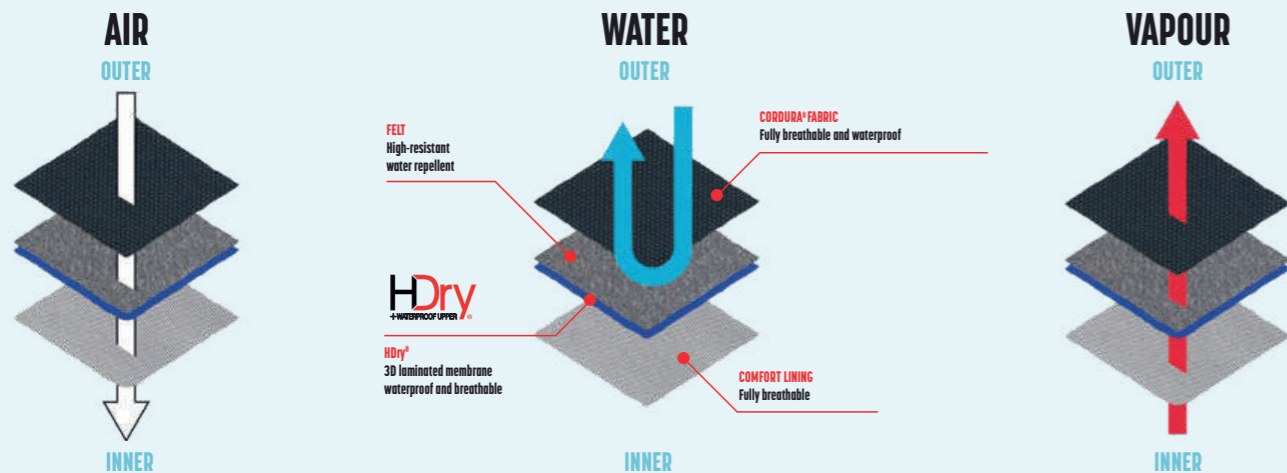 AIR
OUTER
INNER
WATER
OUTER
FELT
High-resistant
water repellent
CORDURA® FABRIC
Fully breathable and waterproof
HDry®
+WATERPROOF UPPER
HDry®
3D laminated membrane
waterproof and breathable
COMFORT LINING
Fully breathable
INNER
VAPOUR
OUTER
INNER